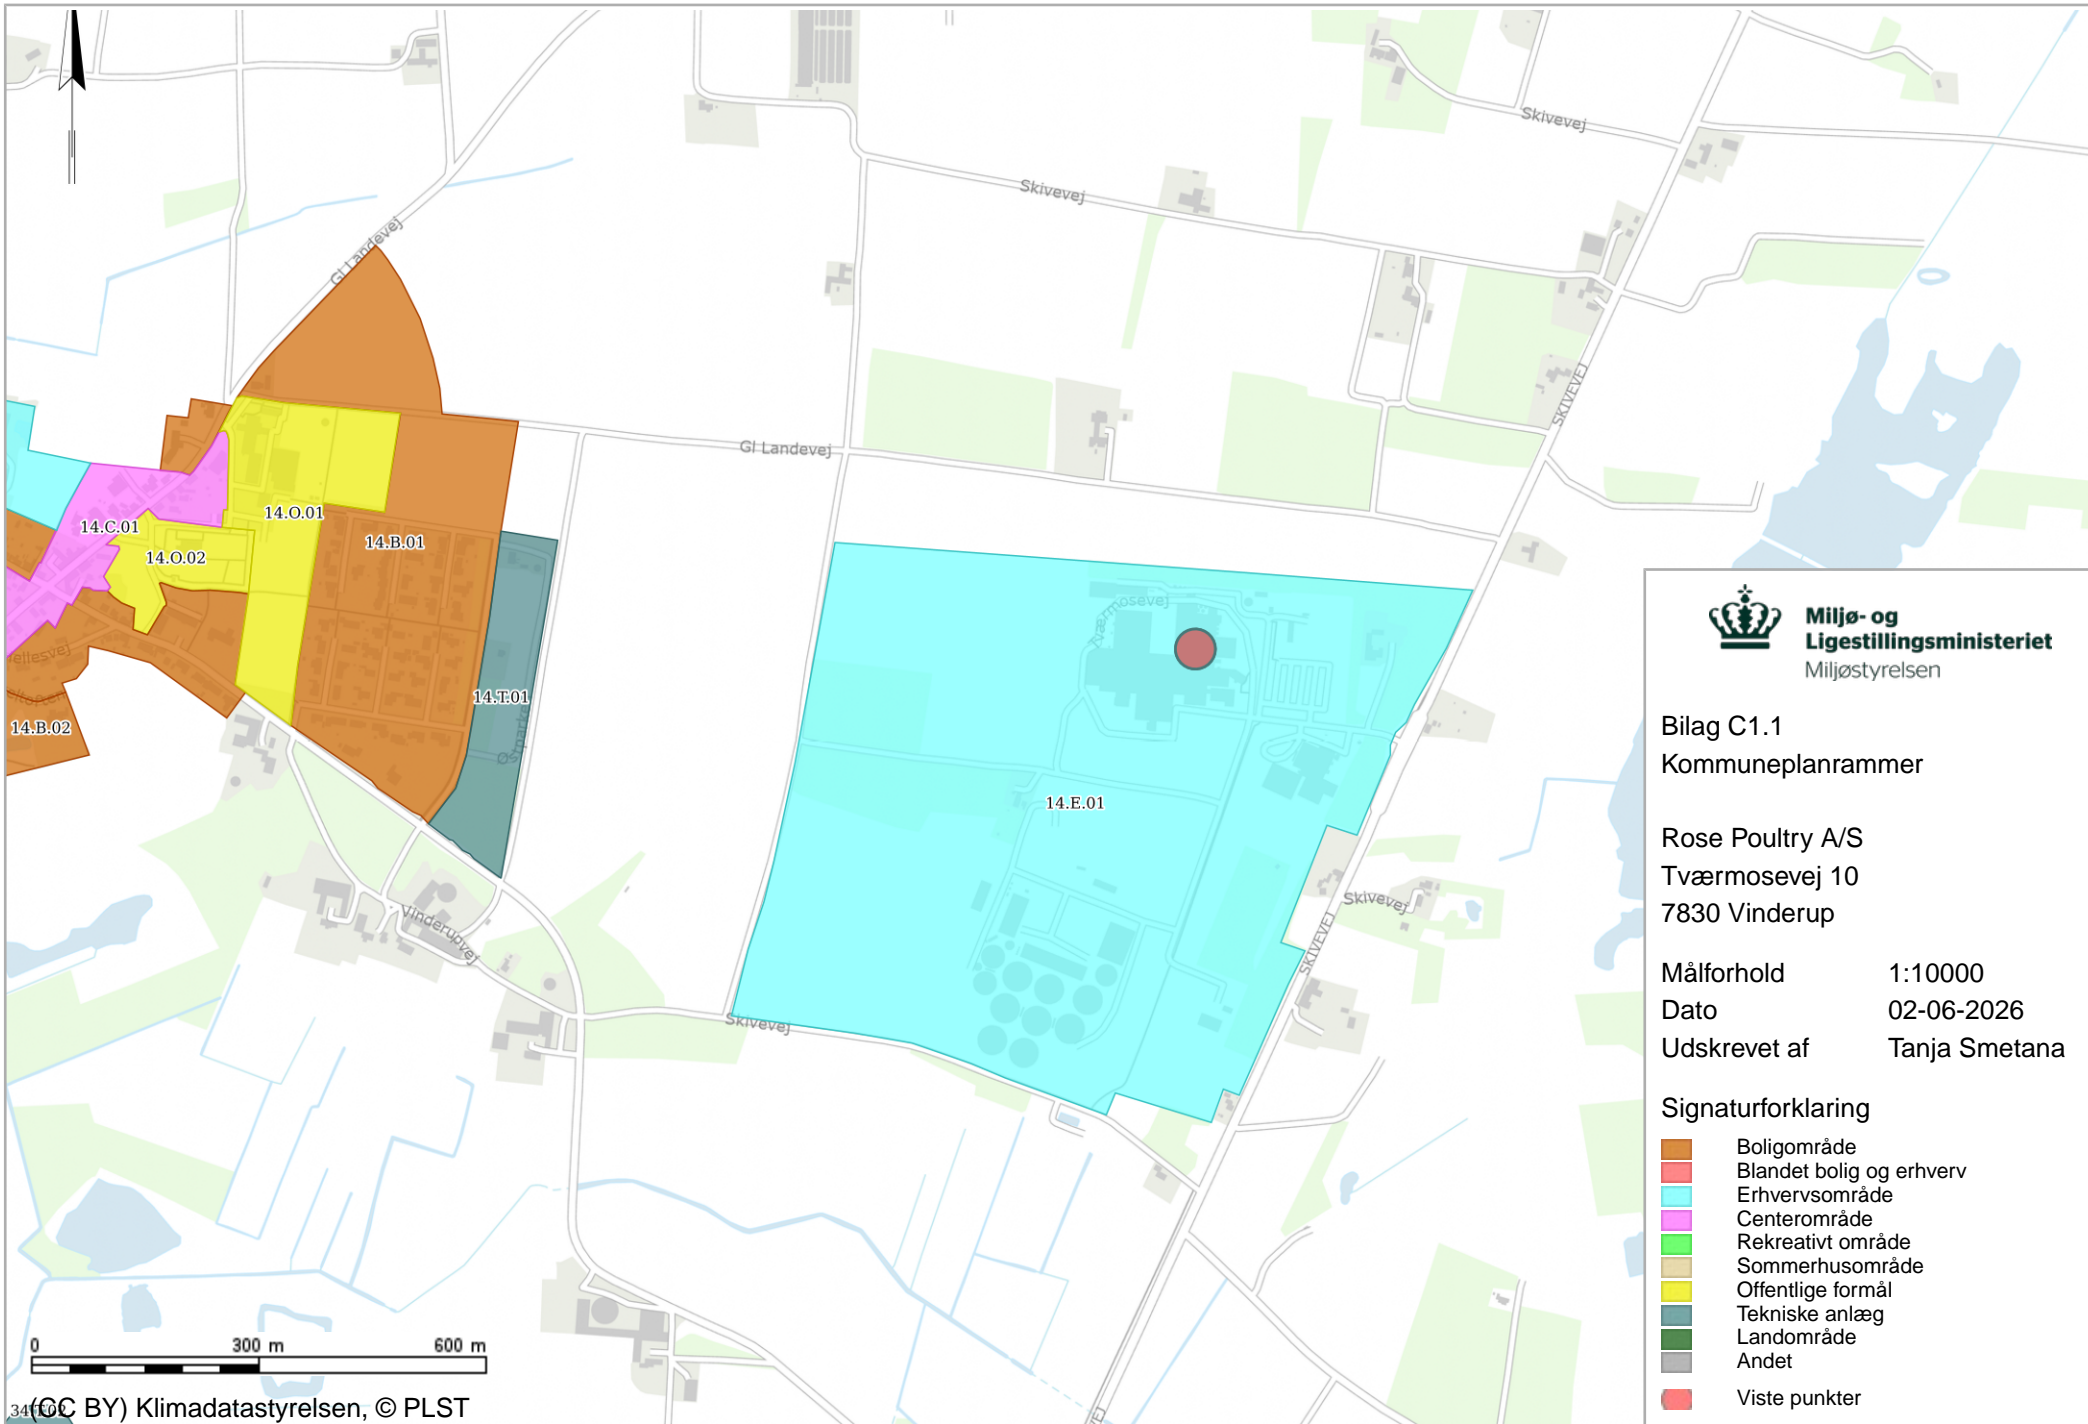 Skivevej
Skivevej
Gl Landevej
SKIVEVEJ
Gl Landevej
14.C.01
14.O.01
14.O.02
14.B.01
Tværmosevej
14.T.01
14.B.02
Østparken
14.E.01
Skivevej
Vinderupvej
SKIVEVEJ
Skivevej
Miljø- og
Ligestillingsministeriet
Miljøstyrelsen
Bilag C1.1
Kommuneplanrammer
Rose Poultry A/S
Tværmosevej 10
7830 Vinderup
Målforhold 1:10000
Dato 02-06-2026
Udskrevet af Tanja Smetana
Signaturforklaring
Boligområde
Blandet bolig og erhverv
Erhvervsområde
Centerområde
Rekreativt område
Sommerhusområde
Offentlige formål
Tekniske anlæg
Landområde
Andet
Viste punkter
0 300 m 600 m
(CC BY) Klimadatastyrelsen, © PLST